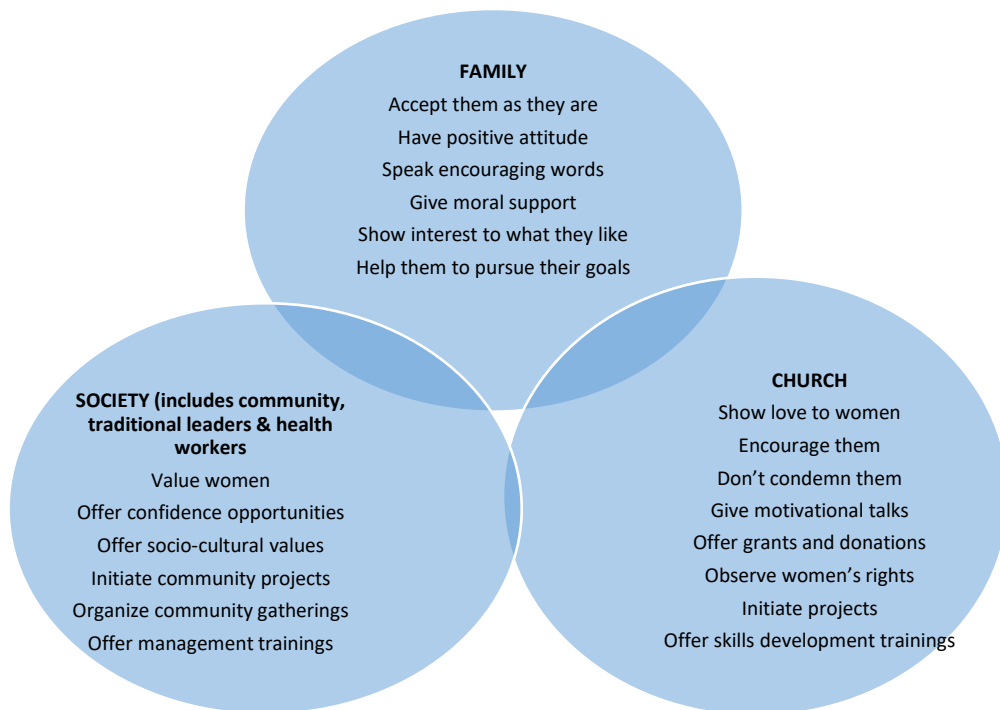 FAMILY
Accept them as they are
Have positive attitude
Speak encouraging words
Give moral support
Show interest to what they like
Help them to pursue their goals
SOCIETY (includes community,
traditional leaders & health
workers
Value women
Offer confidence opportunities
Offer socio-cultural values
Initiate community projects
Organize community gatherings
Offer management trainings
CHURCH
Show love to women
Encourage them
Don’t condemn them
Give motivational talks
Offer grants and donations
Observe women’s rights
Initiate projects
Offer skills development trainings